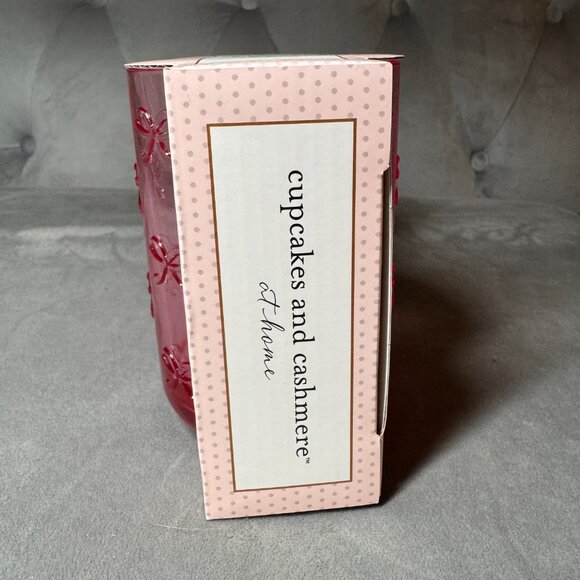 cupcakes and cashmere™
at home